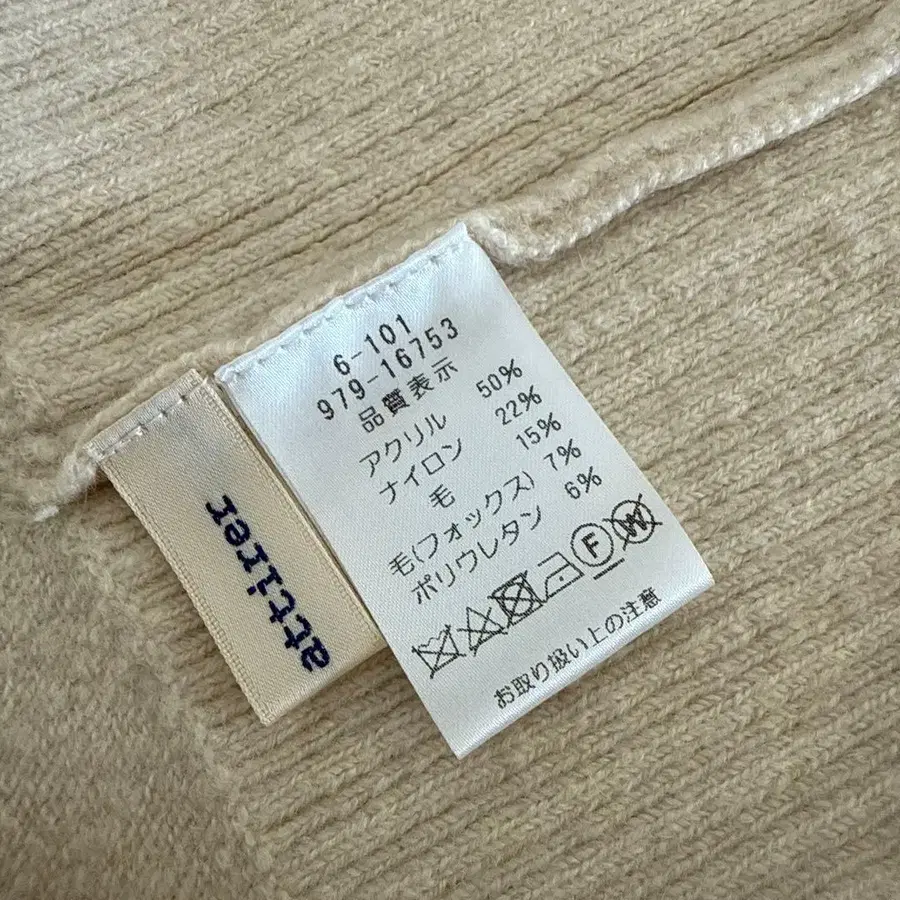 attirer
6-101
979-16753
品質表示
アクリル 50%
ナイロン 22%
毛 15%
毛(フォックス) 7%
ポリウレタン 6%
F W
お取り扱い上の注意